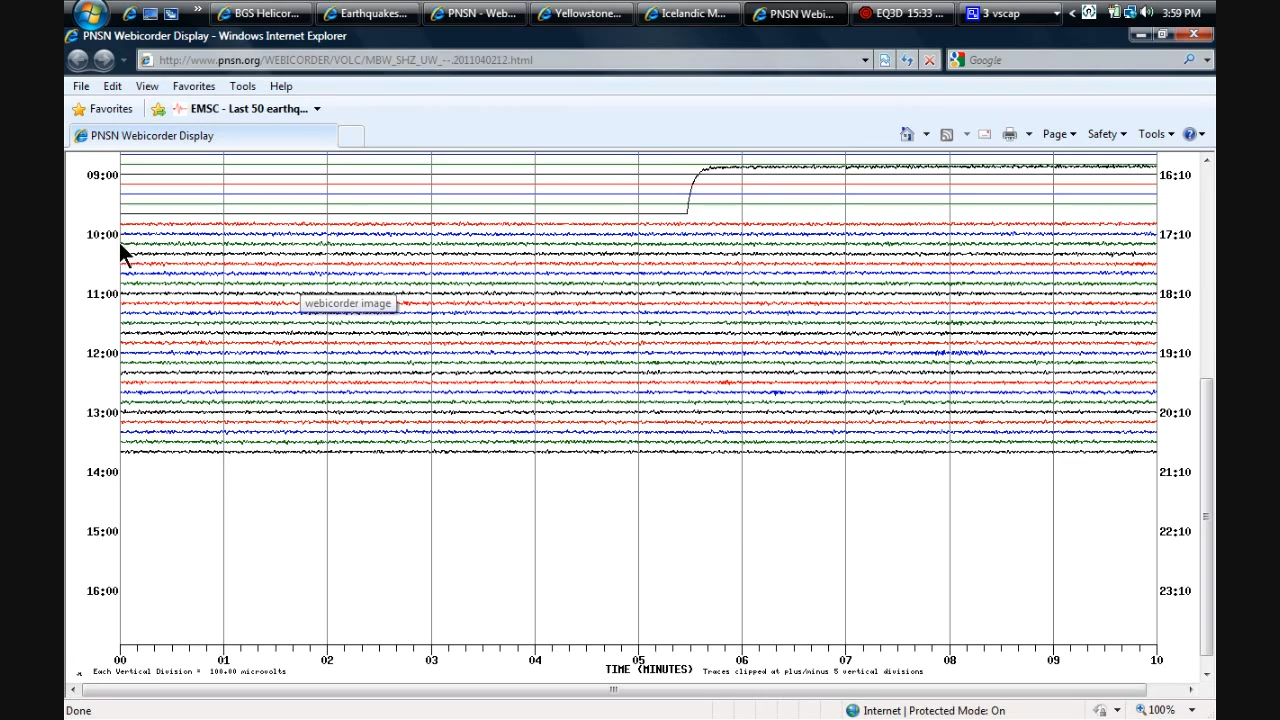 » BGS Helicor... Earthquakes... PNSN - Web... Yellowstone... Icelandic M... PNSN Webi... EQ3D 15:33 ... 3 vscap 3:59 PM
PNSN Webicorder Display - Windows Internet Explorer
http://www.pnsn.org/WEBICORDER/VOLC/MBW_SHZ_UW_--.2011040212.html Google
File Edit View Favorites Tools Help
Favorites EMSC - Last 50 earthq...
PNSN Webicorder Display Page Safety Tools
09:00 16:10
10:00 17:10
11:00 18:10
webicorder image
12:00 19:10
13:00 20:10
14:00 21:10
15:00 22:10
16:00 23:10
00 01 02 03 04 05 06 07 08 09 10
TIME (MINUTES)
Each Vertical Division = 100.00 microvolts Traces clipped at plus/minus 5 vertical divisions
Done Internet | Protected Mode: On 100%